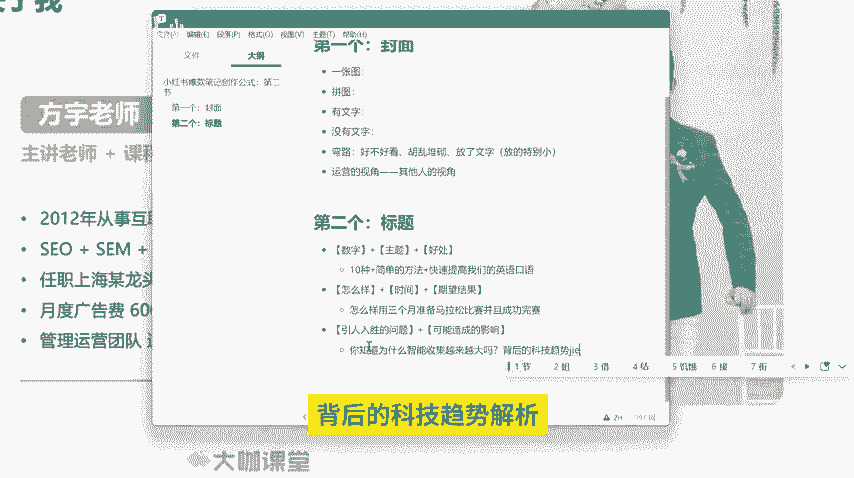 方宇老师
主讲老师 + 课程
• 2012年从事互联
• SEO + SEM +
• 任职上海某龙头
• 月度广告费 600
• 管理运营团队
文件(A) 编辑(E) 段落(P) 格式(O) 视图(V) 主题(T) 帮助(H)
文件 大纲
小红书爆款笔记创作公式：第二节
第一个：封面
第二个：标题
第一个：封面
• 一张图：
• 拼图：
• 有文字：
• 没有文字：
• 弯路：好不好看、胡乱堆砌、放了文字（放的特别小）
• 运营的视角——其他人的视角
第二个：标题
• 【数字】+【主题】+【好处】
○ 10种+简单的方法+快速提高我们的英语口语
• 【怎么样】+【时间】+【期望结果】
○ 怎么样用三个月准备马拉松比赛并且成功完赛
• 【引人入胜的问题】+【可能造成的影响】
○ 你知道为什么智能收集越来越大吗？背后的科技趋势jie
1 节 2 姐 3 借 4 结 5 饥饿 6 接 7 街
背后的科技趋势解析
大咖课堂